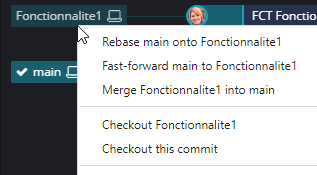 Fonctionnalite1
FCT Fonction
Rebase main onto Fonctionnalite1
main
Fast-forward main to Fonctionnalite1
Merge Fonctionnalite1 into main
Checkout Fonctionnalite1
Checkout this commit